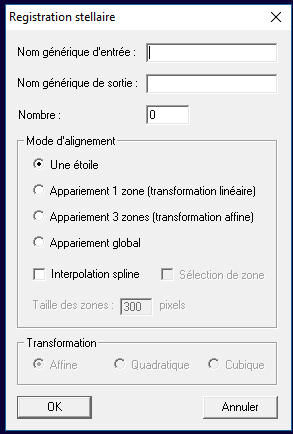 Registration stellaire
Nom générique d'entrée :
Nom générique de sortie :
Nombre : 0
Mode d'alignement
Une étoile
Appariement 1 zone (transformation linéaire)
Appariement 3 zones (transformation affine)
Appariement global
Interpolation spline Sélection de zone
Taille des zones : 300 pixels
Transformation
Affine Quadratique Cubique
OK Annuler